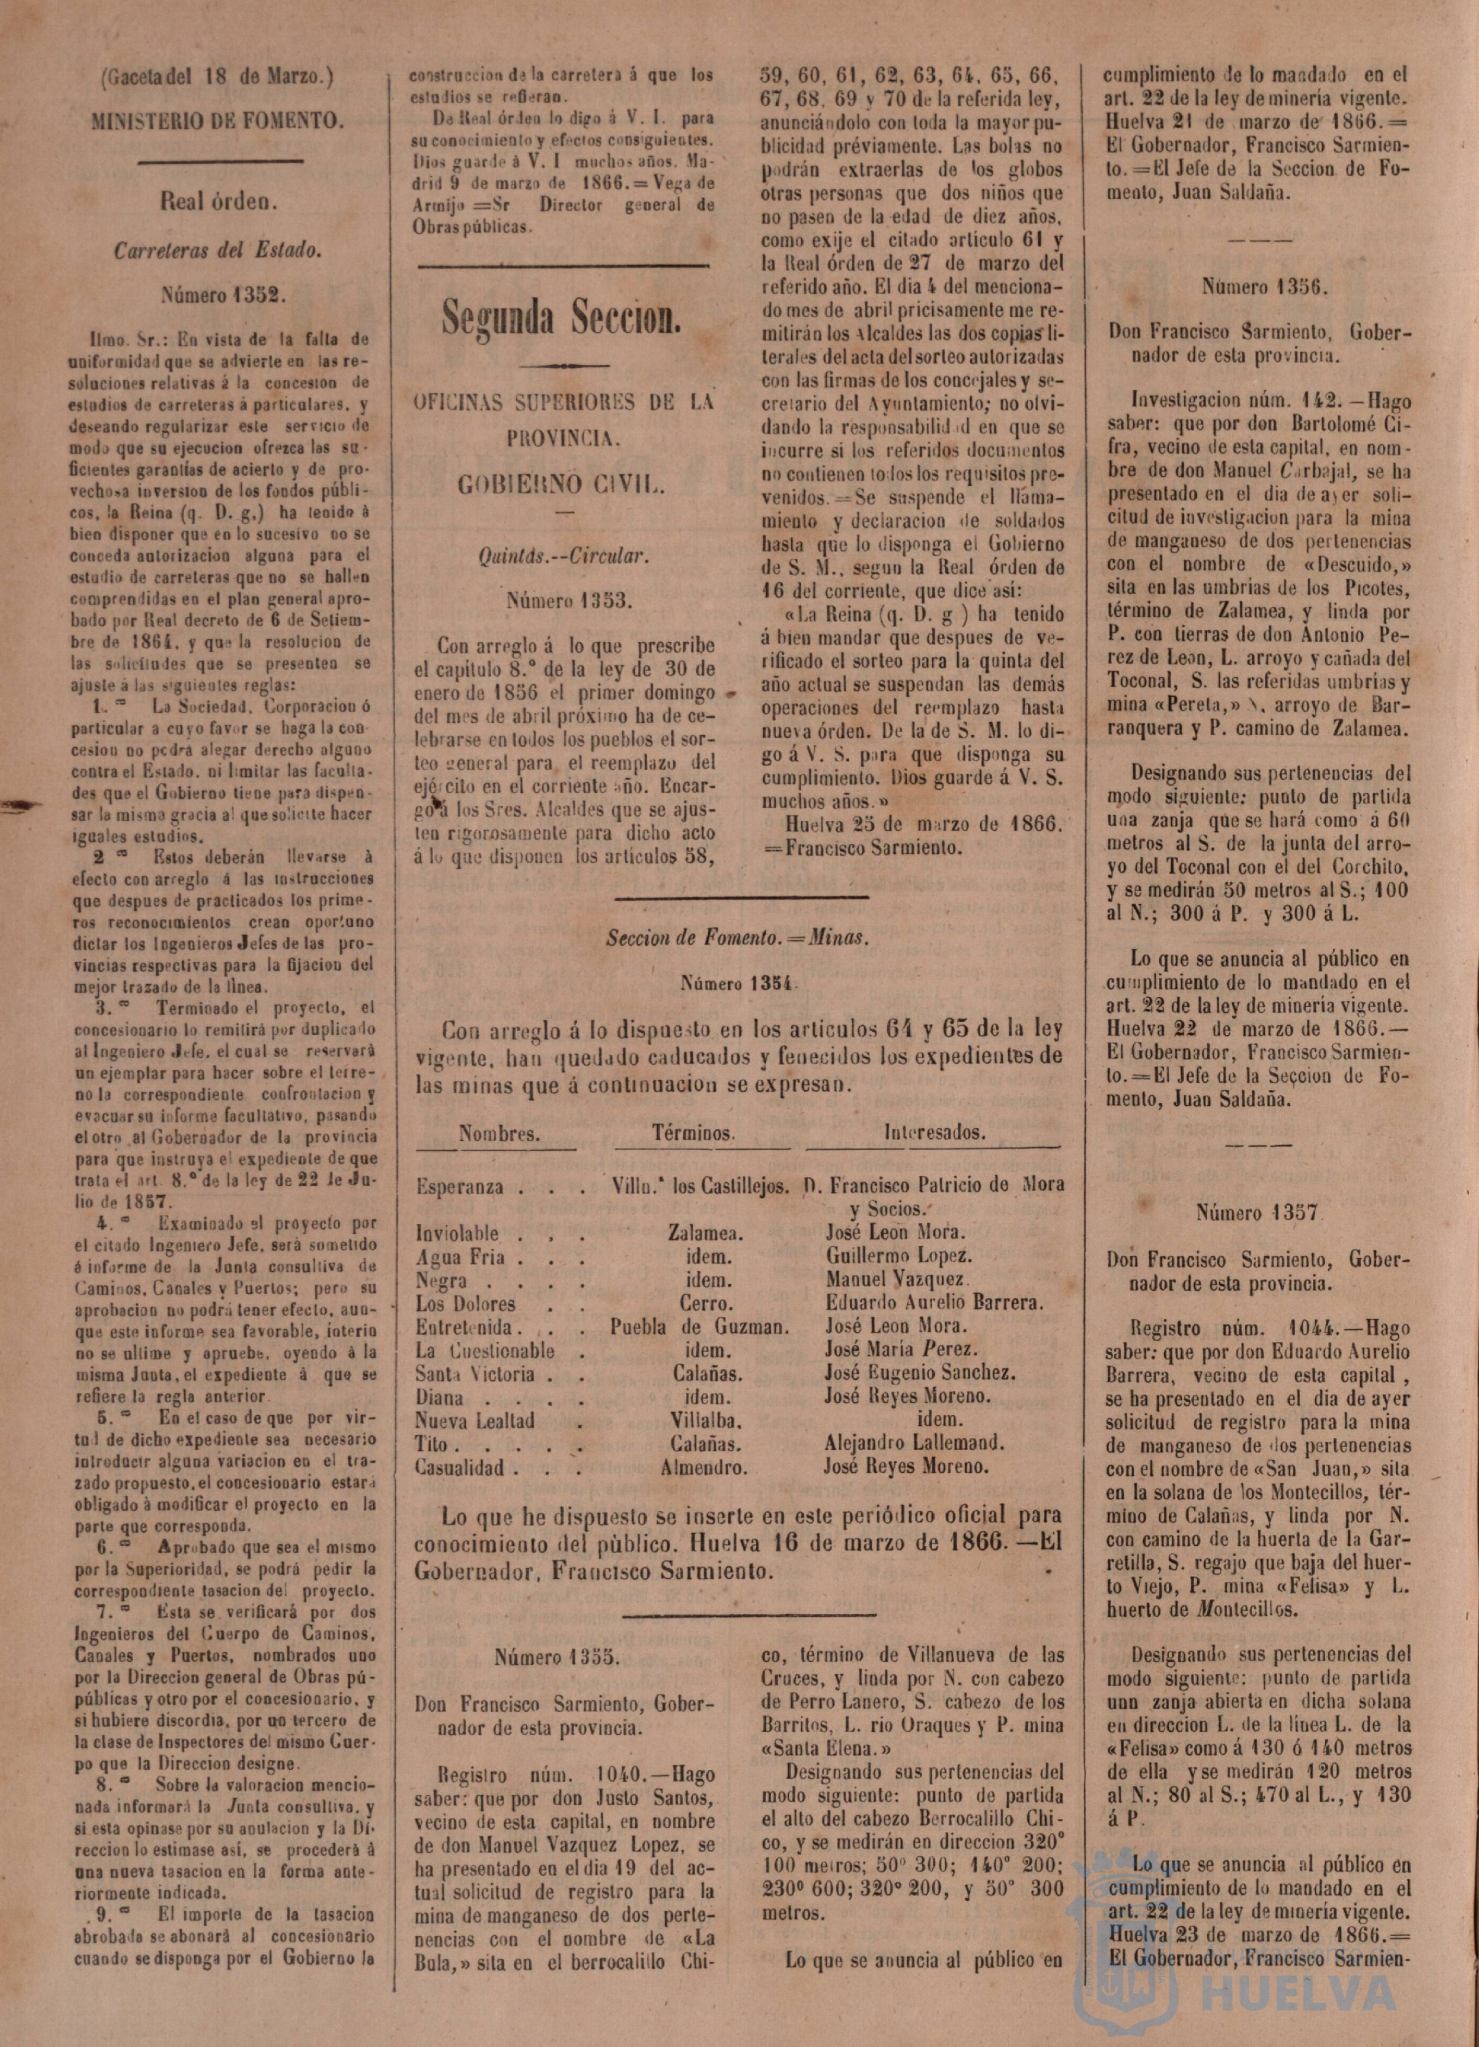 (Gaceta del 18 de Marzo.)
MINISTERIO DE FOMENTO.
Real órden.
Carreteras del Estado.
Número 1352.
Ilmo. Sr.: En vista de la falta de
uniformidad que se advierte en las re-
soluciones relativas á la concesion de
estudios de carreteras á particulares, y
deseando regularizar este servicio de
modo que su ejecucion ofrezca las su-
ficientes garantías de acierto y de pro-
vechosa inversion de los fondos públi-
cos, la Reina (q. D. g.) ha tenido á
bien disponer que en lo sucesivo no se
conceda autorizacion alguna para el
estudio de carreteras que no se hallen
comprendidas en el plan general apro-
bado por Real decreto de 6 de Setiem-
bre de 1864, y que la resolucion de
las solicitudes que se presenten se
ajuste á las siguientes reglas:
1.ª La Sociedad, Corporacion ó
particular a cuyo favor se haga la con-
cesion no podrá alegar derecho alguno
contra el Estado, ni limitar las faculta-
des que el Gobierno tiene para dispen-
sar la misma gracia al que solicite hacer
iguales estudios.
2ª Estos deberán llevarse à
efecto con arreglo á las instrucciones
que despues de practicados los prime-
ros reconocimientos crean oportuno
dictar los Ingenieros Jefes de las pro-
vincias respectivas para la fijacion del
mejor trazado de la línea.
3.ª Terminado el proyecto, el
concesionario lo remitirá por duplicado
al Ingeniero Jefe, el cual se reservará
un ejemplar para hacer sobre el terre-
no la correspondiente confrontacion y
evacuar su informe facultativo, pasando
el otro al Gobernador de la provincia
para que instruya el expediente de que
trata el art. 8.º de la ley de 22 de Ju-
lio de 1857.
4.ª Examinado el proyecto por
el citado Ingeniero Jefe, será sometido
á informe de la Junta consultiva de
Caminos, Canales y Puertos; pero su
aprobacion no podrá tener efecto, aun-
que este informe sea favorable, interin
no se ultime y apruebe, oyendo á la
misma Junta, el expediente á que se
refiere la regla anterior.
5.ª En el caso de que por vir-
tud de dicho expediente sea necesario
introducir alguna variacion en el tra-
zado propuesto, el concesionario estará
obligado à modificar el proyecto en la
parte que corresponda.
6.ª Aprobado que sea el mismo
por la Superioridad, se podrá pedir la
correspondiente tasacion del proyecto.
7.ª Esta se verificará por dos
Ingenieros del Cuerpo de Caminos,
Canales y Puertos, nombrados uno
por la Direccion general de Obras pú-
públicas y otro por el concesionario, y
si hubiere discordia, por un tercero de
la clase de Inspectores del mismo Cuer-
po que la Direccion designe.
8.ª Sobre la valoracion mencio-
nada informará la Junta consultiva, y
si esta opinase por su anulacion y la Di-
reccion lo estimase así, se procederá à
una nueva tasacion en la forma ante-
riormente indicada.
9.ª El importe de la tasacion
abrobada se abonará al concesionario
cuando se disponga por el Gobierno la
construccion de la carretera á que los
estudios se refieran.
De Real órden lo digo á V. I. para
su conocimiento y efectos consiguientes.
Dios guarde á V. I muchos años. Ma-
drid 9 de marzo de 1866.=Vega de
Armijo =Sr Director general de
Obras públicas.
Segunda Seccion.
OFICINAS SUPERIORES DE LA
PROVINCIA.
GOBIERNO CIVIL.
Quintas.--Circular.
Número 1353.
Con arreglo á lo que prescribe
el capítulo 8.º de la ley de 30 de
enero de 1856 el primer domingo
del mes de abril próximo ha de ce-
lebrarse en todos los pueblos el sor-
teo general para, el reemplazo del
ejército en el corriente año. Encar-
go á los Sres. Alcaldes que se ajus-
ten rigorosamente para dicho acto
á lo que disponen los artículos 58,
59, 60, 61, 62, 63, 64, 65, 66,
67, 68, 69 y 70 de la referida ley,
anunciándolo con toda la mayor pu-
blicidad préviamente. Las bolas no
podrán extraerlas de los globos
otras personas que dos niños que
no pasen de la edad de diez años,
como exije el citado artículo 61 y
la Real órden de 27 de marzo del
referido año. El dia 4 del menciona-
do mes de abril pricisamente me re-
mitirán los Alcaldes las dos copias li-
terales del acta del sorteo autorizadas
con las firmas de los concejales y se-
cretario del Ayuntamiento; no olvi-
dando la responsabilidad en que se
incurre si los referidos documentos
no contienen todos los requisitos pre-
venidos.=Se suspende el llama-
miento y declaracion de soldados
hasta que lo disponga el Gobierno
de S. M., segun la Real órden de
16 del corriente, que dice así:
«La Reina (q. D. g ) ha tenido
á bien mandar que despues de ve-
rificado el sorteo para la quinta del
año actual se suspendan las demás
operaciones del reemplazo hasta
nueva órden. De la de S. M. lo di-
go á V. S. para que disponga su
cumplimiento. Dios guarde á V. S.
muchos años.»
Huelva 25 de marzo de 1866.
=Francisco Sarmiento.
Seccion de Fomento.=Minas.
Número 1354.
Con arreglo á lo dispuesto en los artículos 64 y 65 de la ley
vigente, han quedado caducados y fenecidos los expedientes de
las minas que á continuacion se expresan.
Nombres. Términos. Interesados.
Esperanza . . . Villn.ª los Castillejos. D. Francisco Patricio de Mora
y Socios.
Inviolable . . . Zalamea. José Leon Mora.
Agua Fria . . . idem. Guillermo Lopez.
Negra . . . . idem. Manuel Vazquez.
Los Dolores . . Cerro. Eduardo Aurelio Barrera.
Entretenida . . . Puebla de Guzman. José Leon Mora.
La Cuestionable . idem. José María Perez.
Santa Victoria . . Calañas. José Eugenio Sanchez.
Diana . . . . idem. José Reyes Moreno.
Nueva Lealtad . Villalba. idem.
Tito . . . . . Calañas. Alejandro Lallemand.
Casualidad . . . Almendro. José Reyes Moreno.
Lo que he dispuesto se inserte en este periódico oficial para
conocimiento del pùblico. Huelva 16 de marzo de 1866.—El
Gobernador, Francisco Sarmiento.
Número 1355.
Don Francisco Sarmiento, Gober-
nador de esta provincia.
Registro núm. 1040.—Hago
saber: que por don Justo Santos,
vecino de esta capital, en nombre
de don Manuel Vazquez Lopez, se
ha presentado en el dia 19 del ac-
tual solicitud de registro para la
mina de manganeso de dos perte-
nencias con el nombre de «La
Bula,» sita en el berrocalillo Chi-
co, término de Villanueva de las
Cruces, y linda por N. con cabezo
de Perro Lanero, S. cabezo de los
Barritos, L. rio Oraques y P. mina
«Santa Elena.»
Designando sus pertenencias del
modo siguiente: punto de partida
el alto del cabezo Berrocalillo Chi-
co, y se medirán en direccion 320°
100 metros; 50° 300; 140° 200;
230° 600; 320° 200, y 50° 300
metros.
Lo que se anuncia al público en
cumplimiento de lo mandado en el
art. 22 de la ley de minería vigente.
Huelva 21 de marzo de 1866.=
El Gobernador, Francisco Sarmien-
to.=El Jefe de la Seccion de Fo-
mento, Juan Saldaña.
Número 1356.
Don Francisco Sarmiento, Gober-
nador de esta provincia.
Investigacion núm. 142.—Hago
saber: que por don Bartolomé Ci-
fra, vecino de esta capital, en nom-
bre de don Manuel Carbajal, se ha
presentado en el dia de ayer soli-
citud de investigacion para la mina
de manganeso de dos pertenencias
con el nombre de «Descuido,»
sita en las umbrías de los Picotes,
término de Zalamea, y linda por
P. con tierras de don Antonio Pe-
rez de Leon, L. arroyo y cañada del
Toconal, S. las referidas umbrías y
mina «Pereta,» N. arroyo de Bar-
ranquera y P. camino de Zalamea.
Designando sus pertenencias del
modo siguiente: punto de partida
una zanja que se hará como á 60
metros al S. de la junta del arro-
yo del Toconal con el del Corchito,
y se medirán 50 metros al S.; 100
al N.; 300 á P. y 300 á L.
Lo que se anuncia al público en
cumplimiento de lo mandado en el
art. 22 de la ley de minería vigente.
Huelva 22 de marzo de 1866.—
El Gobernador, Francisco Sarmien-
to.=El Jefe de la Seccion de Fo-
mento, Juan Saldaña.
Número 1357.
Don Francisco Sarmiento, Gober-
nador de esta provincia.
Registro núm. 1044.—Hago
saber: que por don Eduardo Aurelio
Barrera, vecino de esta capital,
se ha presentado en el dia de ayer
solicitud de registro para la mina
de manganeso de dos pertenencias
con el nombre de «San Juan,» sita
en la solana de los Montecillos, tér-
mino de Calañas, y linda por N.
con camino de la huerta de la Gar-
retilla, S. regajo que baja del huer-
to Viejo, P. mina «Felisa» y L.
huerto de Montecillos.
Designando sus pertenencias del
modo siguiente: punto de partida
unn zanja abierta en dicha solana
en direccion L. de la línea L. de la
«Felisa» como á 130 ó 140 metros
de ella y se medirán 120 metros
al N.; 80 al S.; 470 al L., y 130
á P.
Lo que se anuncia al público en
cumplimiento de lo mandado en el
art. 22 de la ley de minería vigente.
Huelva 23 de marzo de 1866.=
El Gobernador, Francisco Sarmien-
HUELVA